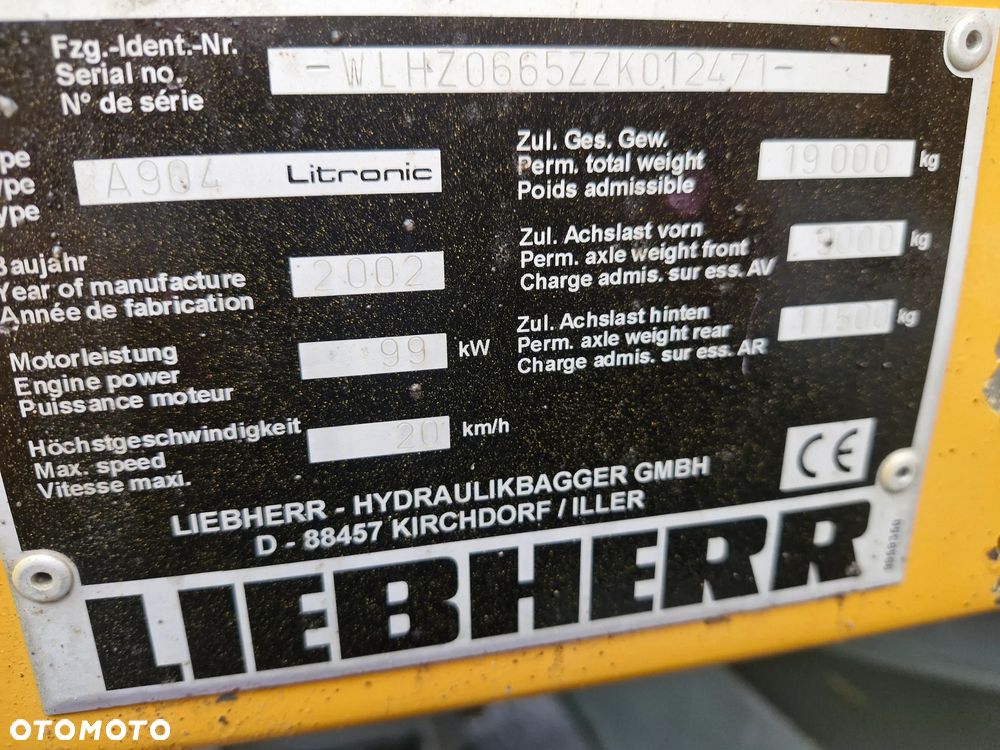 Fzg.-Ident.-Nr.
Serial no.
N° de série
-WLHZ0665ZZK012471-
ype
ype
ype
A904 Litronic
Baujahr
Year of manufacture
Année de fabrication
2002
Motorleistung
Engine power
Puissance moteur
99 kW
Höchstgeschwindigkeit
Max. speed
Vitesse maxi.
20 km/h
Zul. Ges. Gew.
Perm. total weight
Poids admissible
19000 kg
Zul. Achslast vorn
Perm. axle weight front
Charge admis. sur ess. AV
9000 kg
Zul. Achslast hinten
Perm. axle weight rear
Charge admis. sur ess. AR
11500 kg
CE
LIEBHERR - HYDRAULIKBAGGER GMBH
D - 88457 KIRCHDORF / ILLER
LIEBHERR
OTOMOTO